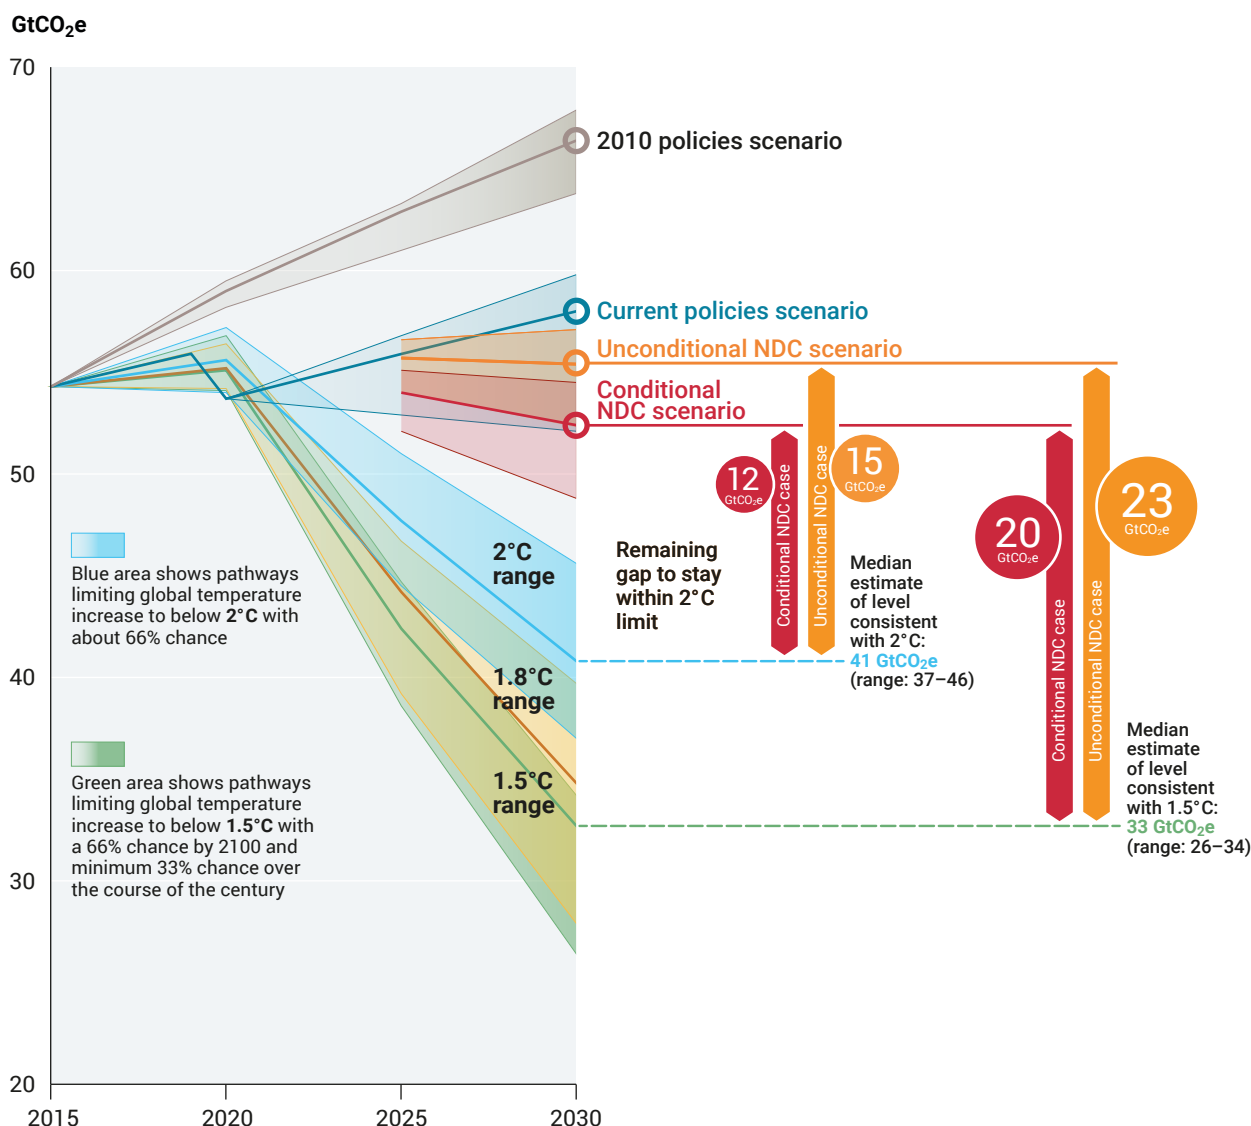 GtCO₂e
70
60
50
40
30
20
2015
2020
2025
2030
2010 policies scenario
Current policies scenario
Unconditional NDC scenario
Conditional
NDC scenario
2°C
range
1.8°C
range
1.5°C
range
Blue area shows pathways
limiting global temperature
increase to below 2°C with
about 66% chance
Green area shows pathways
limiting global temperature
increase to below 1.5°C with
a 66% chance by 2100 and
minimum 33% chance over
the course of the century
Remaining
gap to stay
within 2°C
limit
12
GtCO₂e
Conditional NDC case
Unconditional NDC case
15
GtCO₂e
Median
estimate
of level
consistent
with 2°C:
41 GtCO₂e
(range: 37–46)
20
GtCO₂e
Conditional NDC case
Unconditional NDC case
23
GtCO₂e
Median
estimate
of level
consistent
with 1.5°C:
33 GtCO₂e
(range: 26–34)